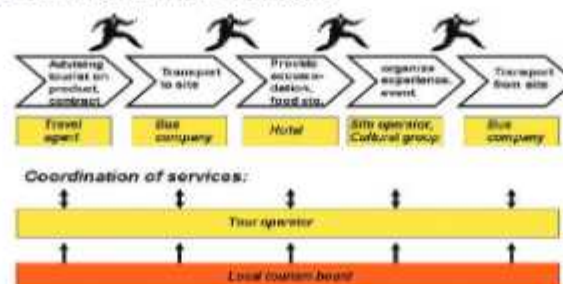 Advising
tourist on
product,
contract
Transport
to site
Provide
accomo-
dation,
food etc.
organize
experience,
event
Transport
from site
Travel
agent
Bus
company
Hotel
Site operator,
Cultural group
Bus
company
Coordination of services:
Tour operator
Local tourism board